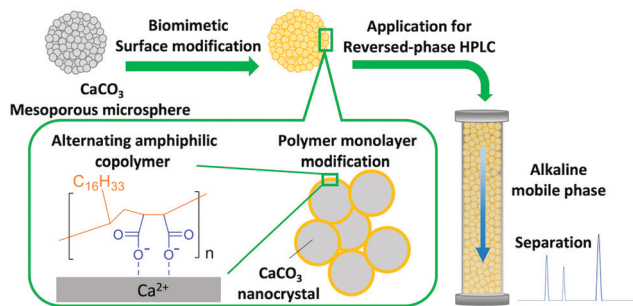 Biomimetic
Surface modification
Application for
Reversed-phase HPLC
CaCO₃
Mesoporous microsphere
Alternating amphiphilic
copolymer
Polymer monolayer
modification
C₁₆H₃₃
O
O⁻
O⁻
O
n
Ca²⁺
CaCO₃
nanocrystal
Alkaline
mobile phase
Separation